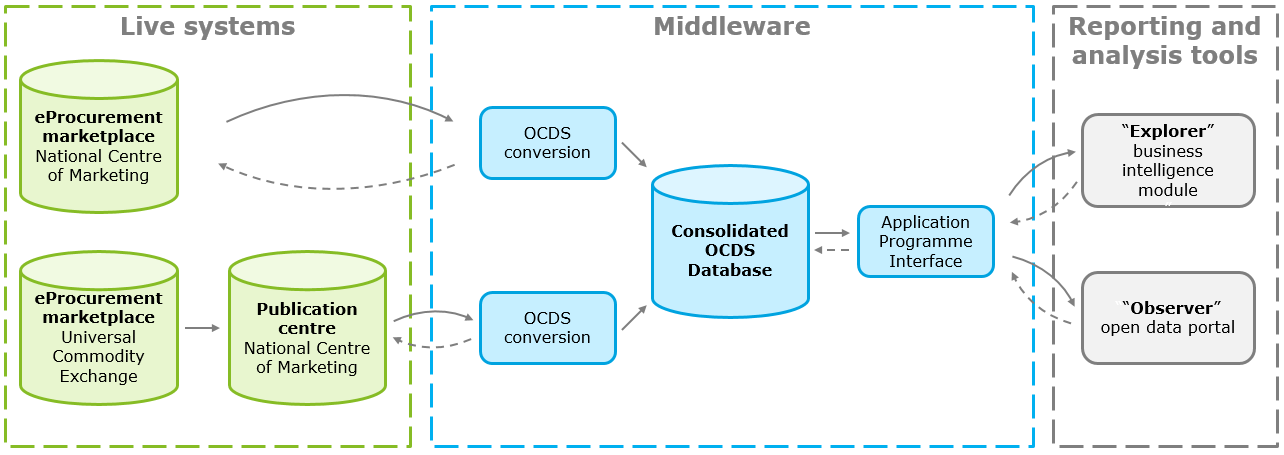 Live systems
eProcurement
marketplace
National Centre
of Marketing
eProcurement
marketplace
Universal
Commodity
Exchange
Publication
centre
National Centre
of Marketing
Middleware
OCDS
conversion
OCDS
conversion
Consolidated
OCDS
Database
Application
Programme
Interface
Reporting and
analysis tools
“Explorer”
business
intelligence
module
“Observer”
open data portal